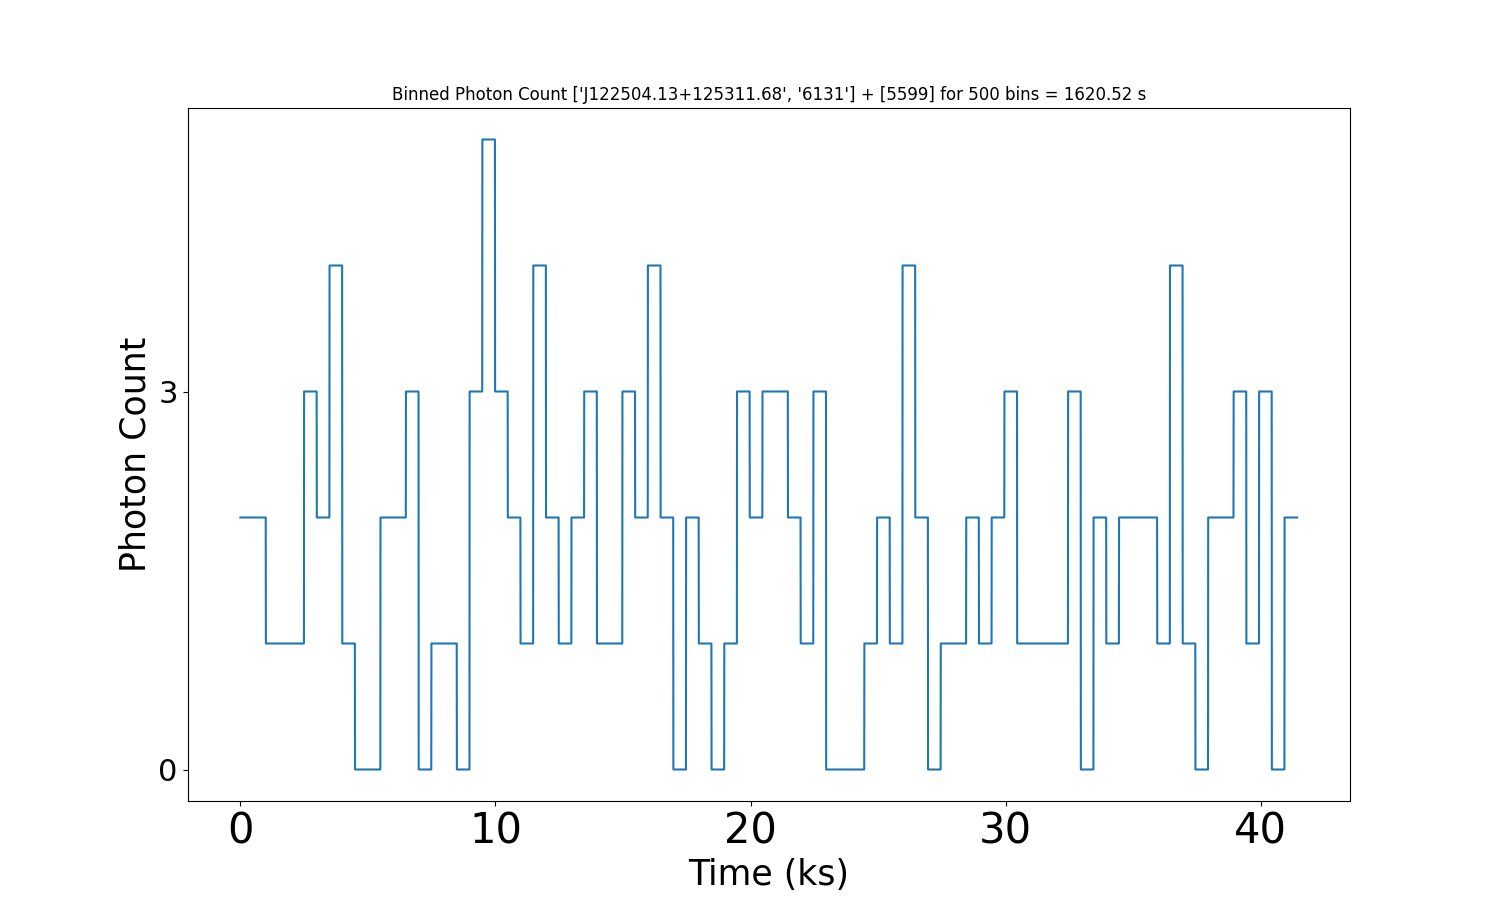 Binned Photon Count ['J122504.13+125311.68', '6131'] + [5599] for 500 bins = 1620.52 s
Photon Count
3
0
0 10 20 30 40
Time (ks)